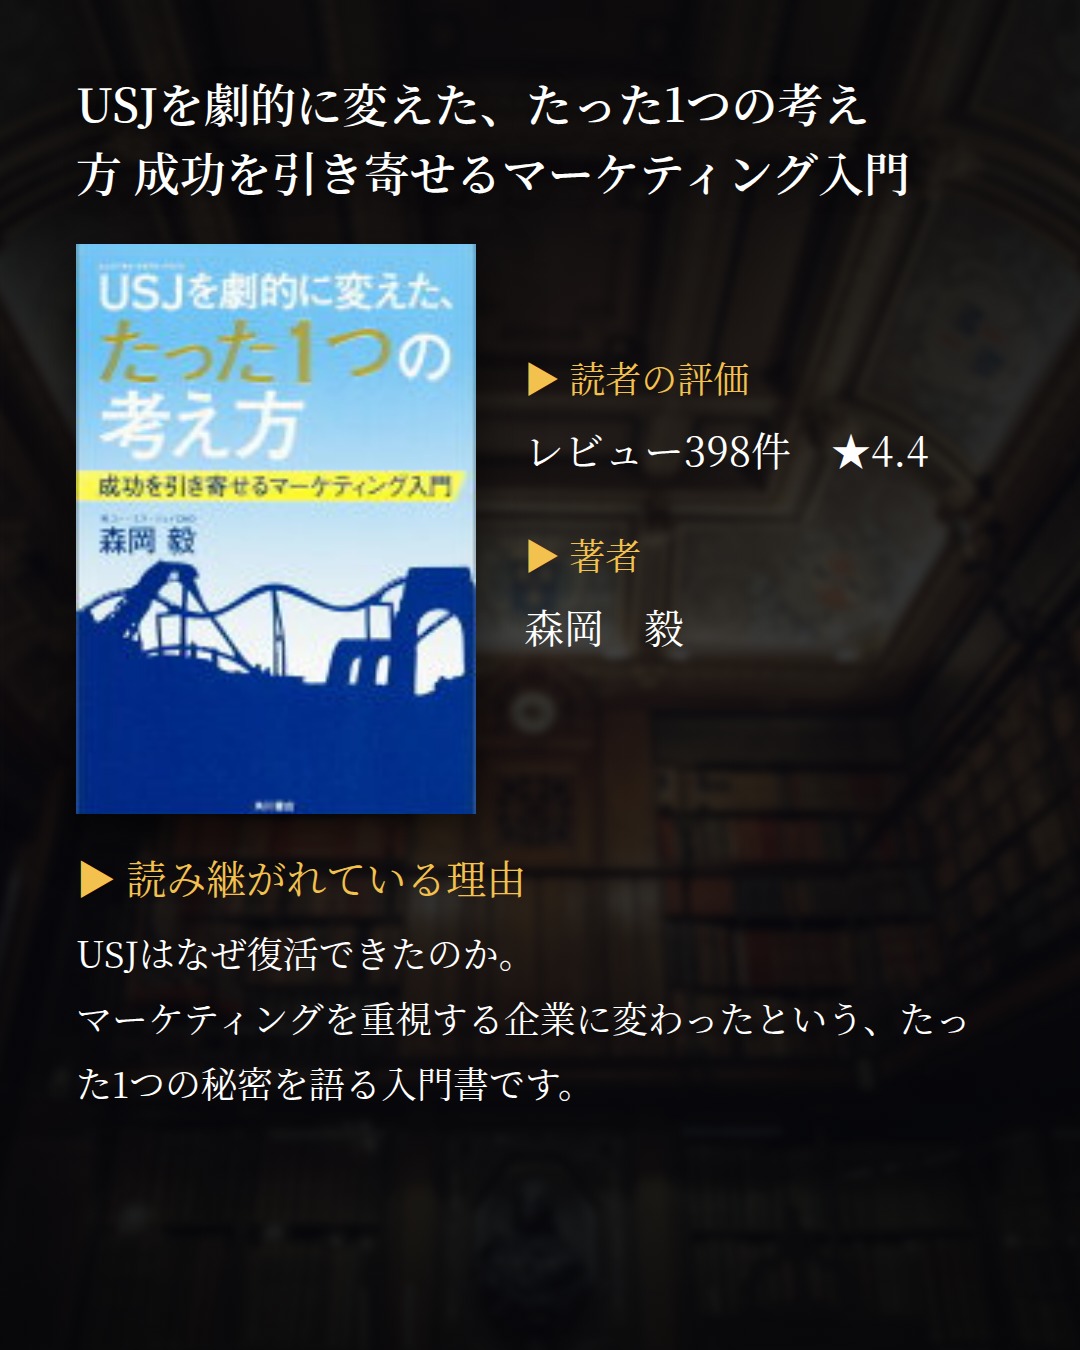 USJを劇的に変えた、たった1つの考え
方 成功を引き寄せるマーケティング入門
USJを劇的に変えた、
たった1つの
考え方
成功を引き寄せるマーケティング入門
森岡 毅
角川書店
▶ 読者の評価
レビュー398件　★4.4
▶ 著者
森岡　毅
▶ 読み継がれている理由
USJはなぜ復活できたのか。
マーケティングを重視する企業に変わったという、たっ
た1つの秘密を語る入門書です。